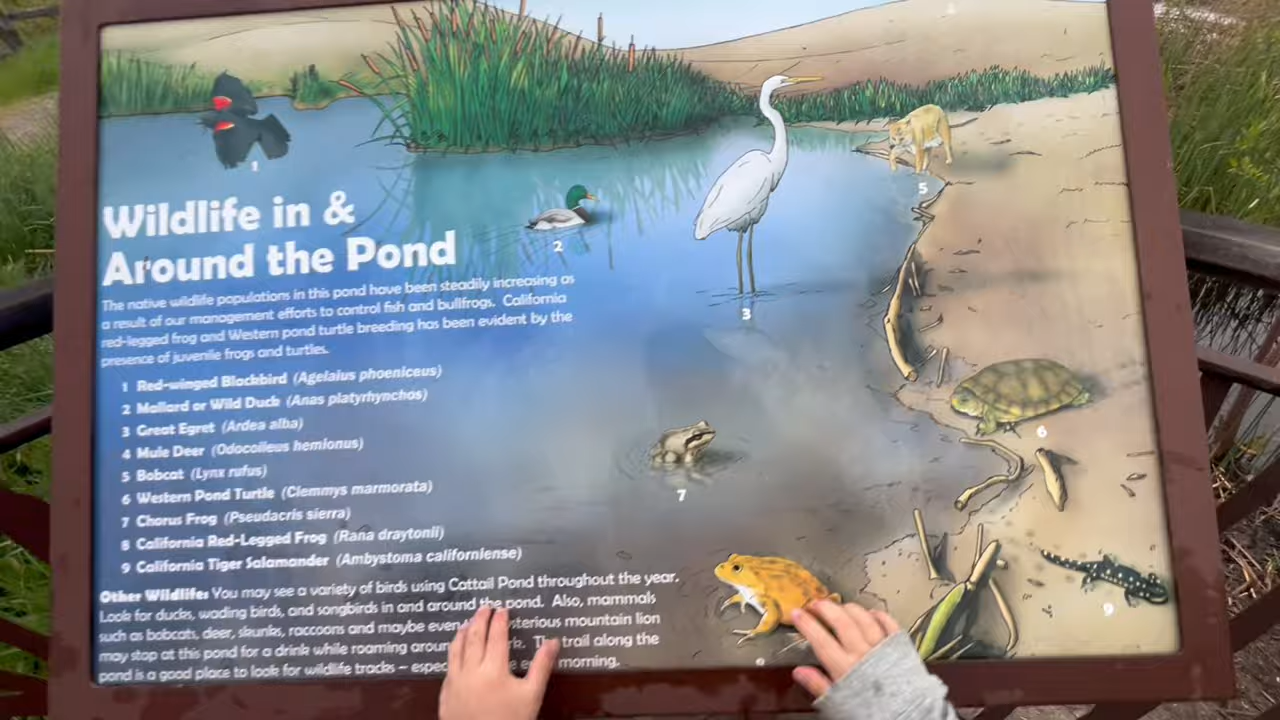 1
Wildlife in &
Around the Pond
The native wildlife populations in this pond have been steadily increasing as
a result of our management efforts to control fish and bullfrogs. California
red-legged frog and Western pond turtle breeding has been evident by the
presence of juvenile frogs and turtles.
1 Red-winged Blackbird (Agelaius phoeniceus)
2 Mallard or Wild Duck (Anas platyrhynchos)
3 Great Egret (Ardea alba)
4 Mule Deer (Odocoileus hemionus)
5 Bobcat (Lynx rufus)
6 Western Pond Turtle (Clemmys marmorata)
7 Chorus Frog (Pseudacris sierra)
8 California Red-Legged Frog (Rana draytonii)
9 California Tiger Salamander (Ambystoma californiense)
Other Wildlife: You may see a variety of birds using Cattail Pond throughout the year.
Look for ducks, wading birds, and songbirds in and around the pond. Also, mammals
such as bobcats, deer, skunks, raccoons and maybe even sterious mountain lion
may stop at this pond for a drink while roaming around trail along the
pond is a good place to look for wildlife tracks – morning.
2
3
5
6
7
9